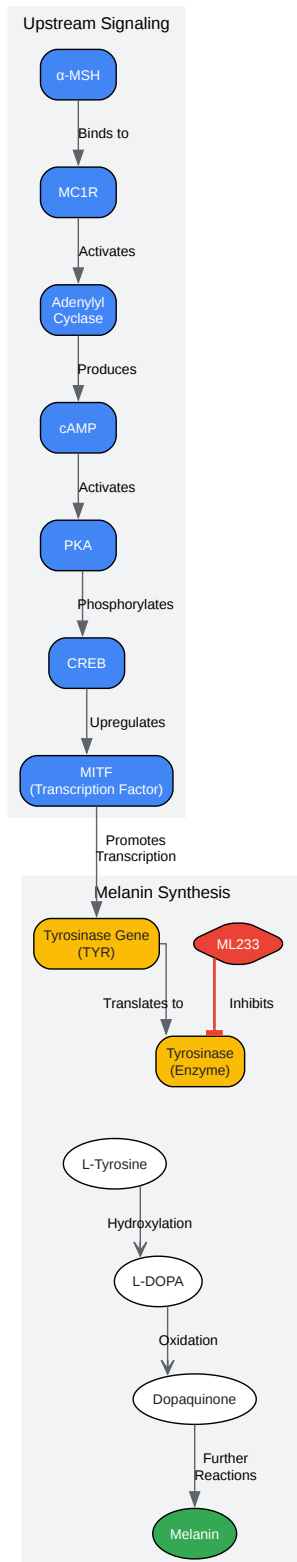 Upstream Signaling
α-MSH
Binds to
MC1R
Activates
Adenylyl
Cyclase
Produces
cAMP
Activates
PKA
Phosphorylates
CREB
Upregulates
MITF
(Transcription Factor)
Promotes
Transcription
Melanin Synthesis
Tyrosinase Gene
(TYR)
ML233
Translates to
Inhibits
Tyrosinase
(Enzyme)
L-Tyrosine
Hydroxylation
L-DOPA
Oxidation
Dopaquinone
Further
Reactions
Melanin